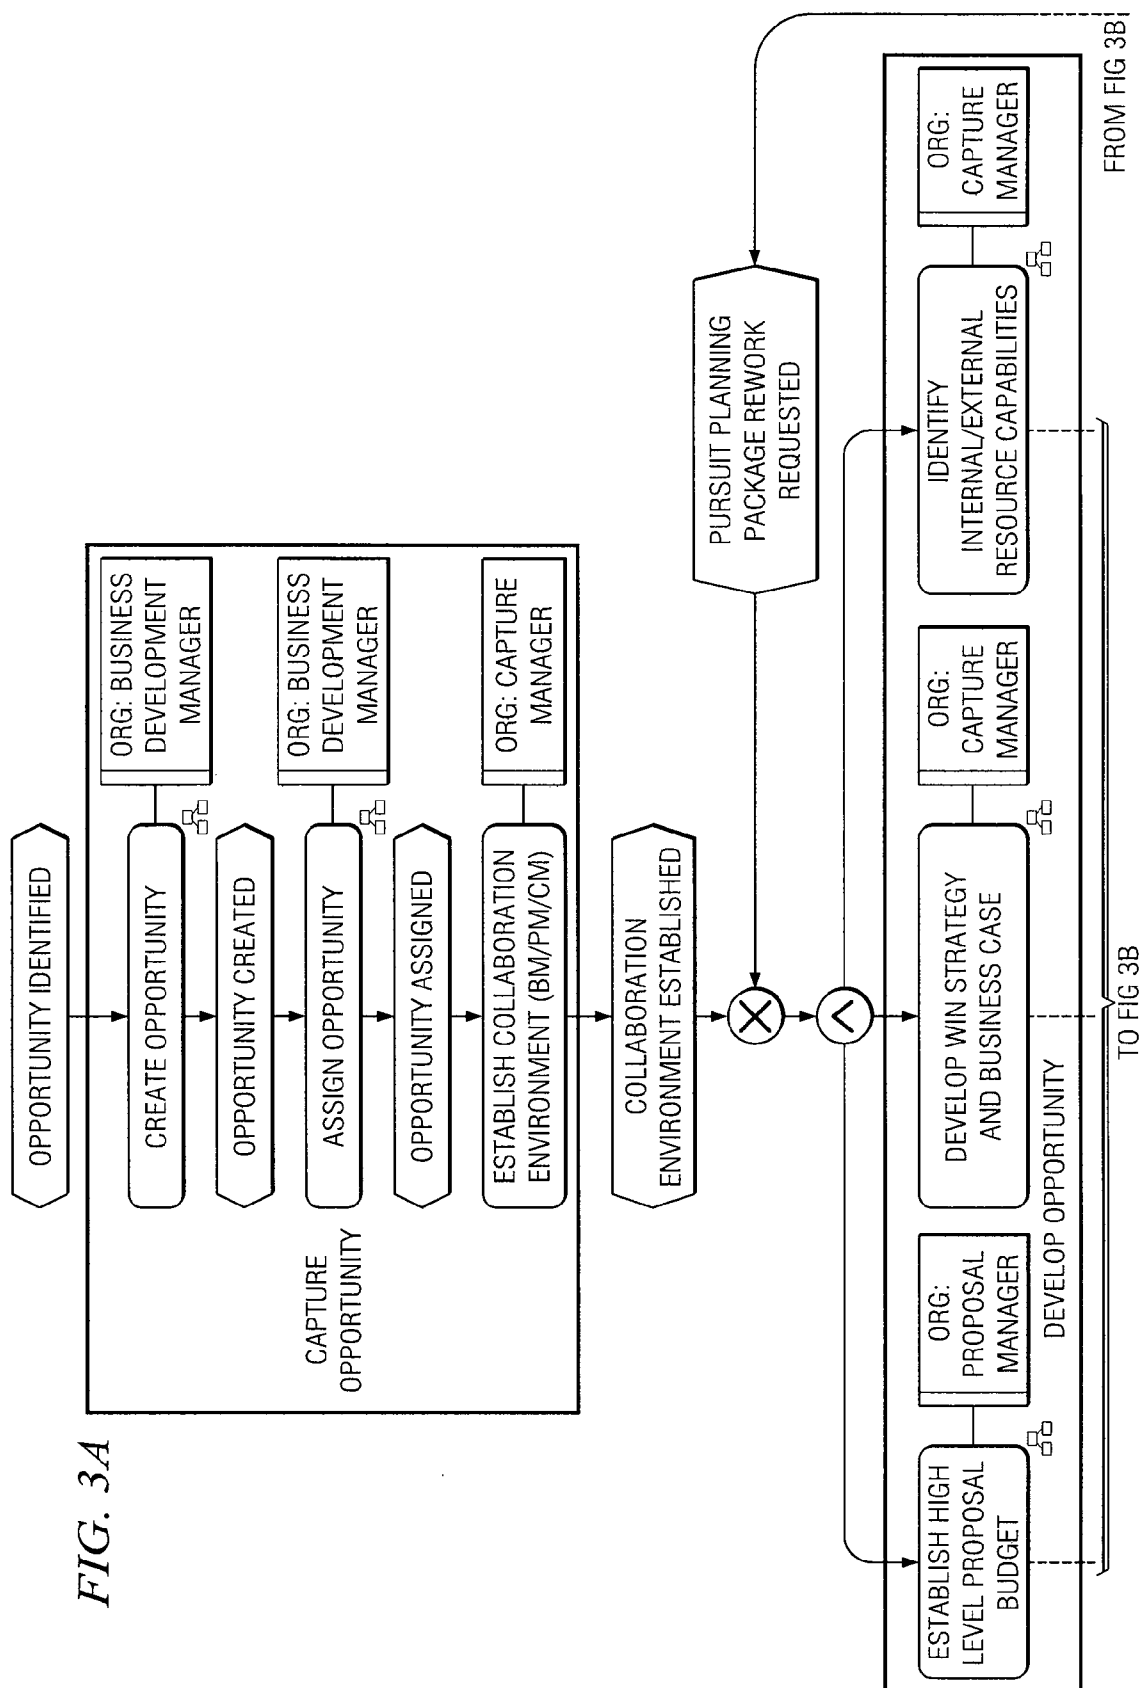 FIG. 3A
OPPORTUNITY IDENTIFIED
CREATE OPPORTUNITY
ORG: BUSINESS
DEVELOPMENT
MANAGER
OPPORTUNITY CREATED
ASSIGN OPPORTUNITY
ORG: BUSINESS
DEVELOPMENT
MANAGER
CAPTURE
OPPORTUNITY
OPPORTUNITY ASSIGNED
ESTABLISH COLLABORATION
ENVIRONMENT (BM/PM/CM)
ORG: CAPTURE
MANAGER
COLLABORATION
ENVIRONMENT ESTABLISHED
PURSUIT PLANNING
PACKAGE REWORK
REQUESTED
ESTABLISH HIGH
LEVEL PROPOSAL
BUDGET
ORG:
PROPOSAL
MANAGER
DEVELOP WIN STRATEGY
AND BUSINESS CASE
ORG:
CAPTURE
MANAGER
IDENTIFY
INTERNAL/EXTERNAL
RESOURCE CAPABILITIES
ORG:
CAPTURE
MANAGER
DEVELOP OPPORTUNITY
TO FIG 3B
FROM FIG 3B